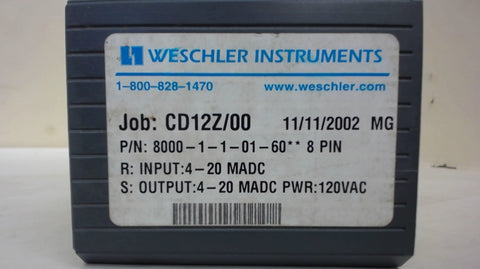 WESCHLER INSTRUMENTS
1-800-828-1470 www.weschler.com
Job: CD12Z/00 11/11/2002 MG
P/N: 8000-1-1-01-60** 8 PIN
R: INPUT:4-20 MADC
S: OUTPUT:4-20 MADC PWR:120VAC